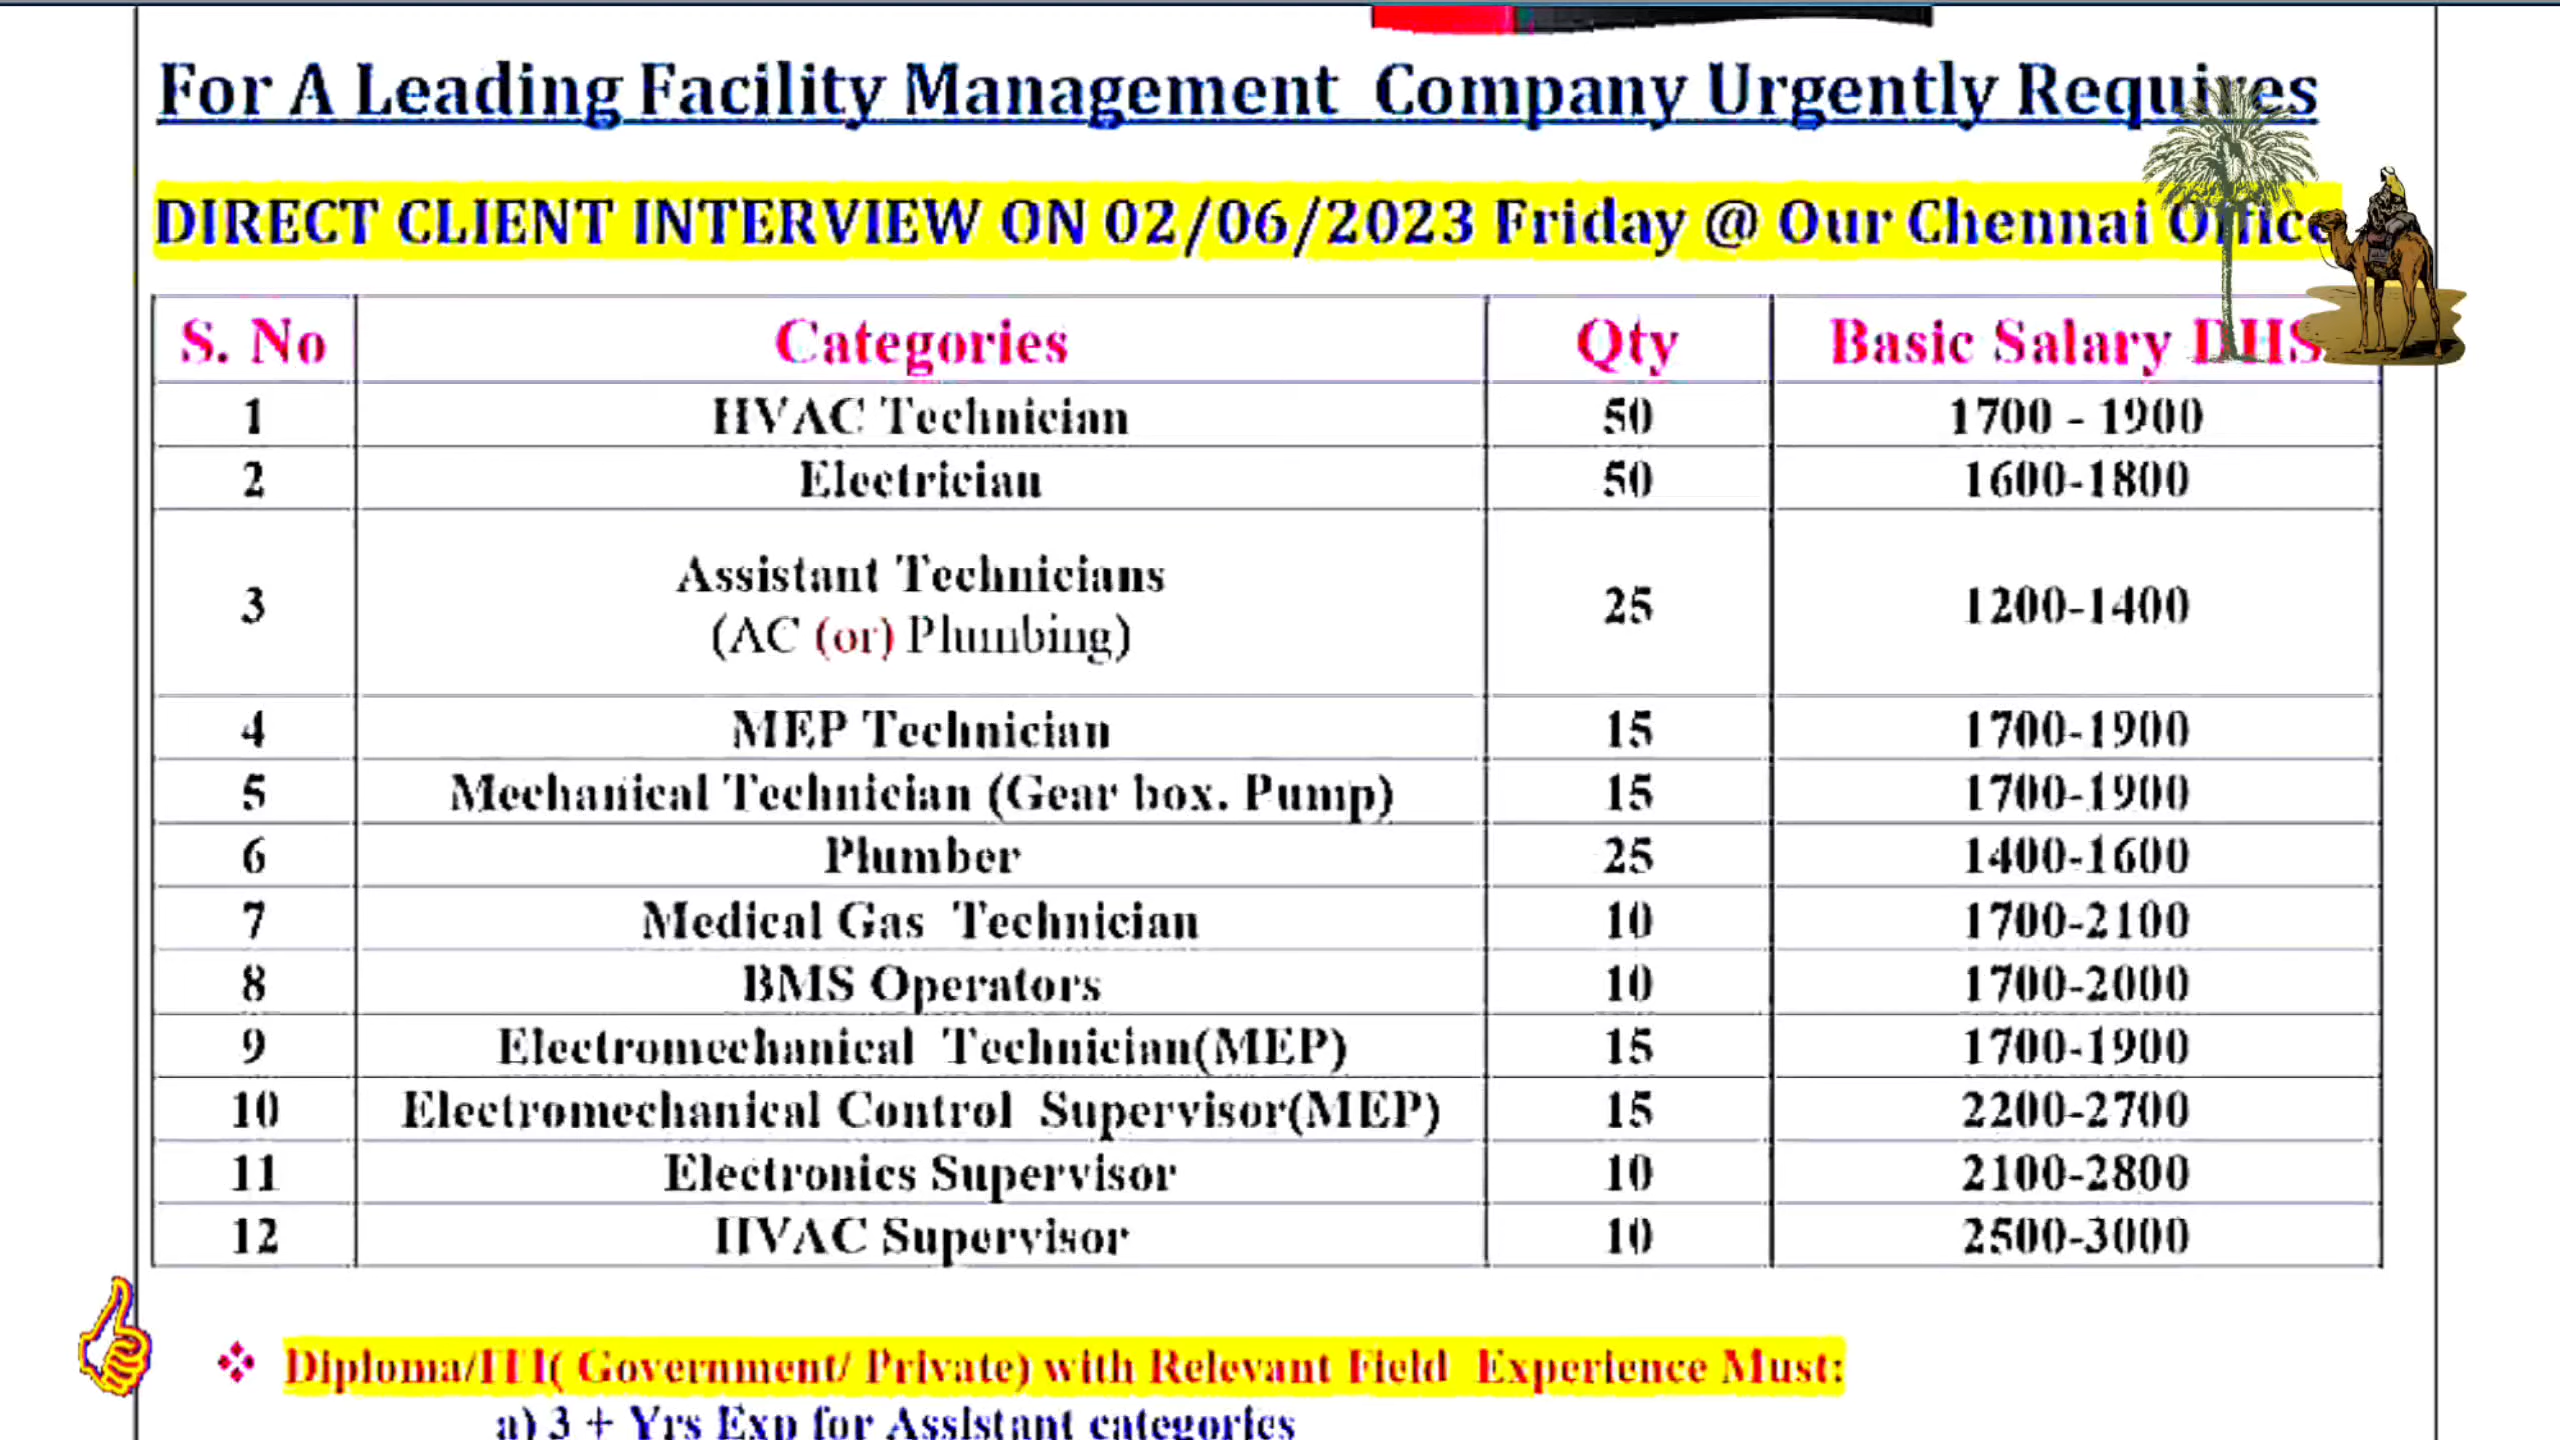 For A Leading Facility Management Company Urgently Requires
DIRECT CLIENT INTERVIEW ON 02/06/2023 Friday @ Our Chennai Office
S. No Categories Qty Basic Salary DHS
1 HVAC Technician 50 1700 - 1900
2 Electrician 50 1600-1800
3 Assistant Technicians (AC (or) Plumbing) 25 1200-1400
4 MEP Technician 15 1700-1900
5 Mechanical Technician (Gear box. Pump) 15 1700-1900
6 Plumber 25 1400-1600
7 Medical Gas Technician 10 1700-2100
8 BMS Operators 10 1700-2000
9 Electromechanical Technician(MEP) 15 1700-1900
10 Electromechanical Control Supervisor(MEP) 15 2200-2700
11 Electronics Supervisor 10 2100-2800
12 HVAC Supervisor 10 2500-3000
❖ Diploma/ITI( Government/ Private) with Relevant Field Experience Must:
a) 3 + Yrs Exp for Assistant categories